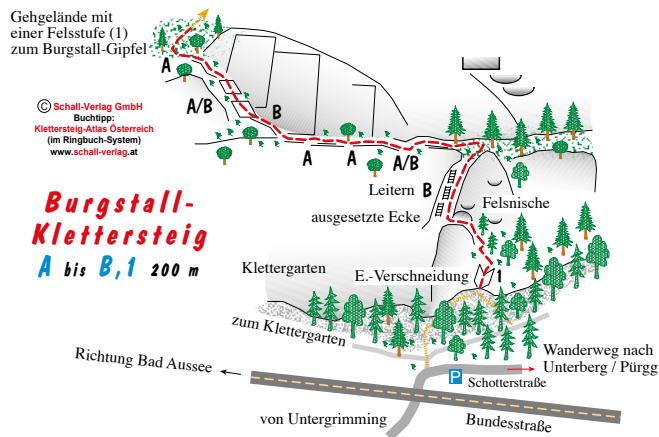 Gehgelände mit
einer Felsstufe (1)
zum Burgstall-Gipfel
A
A/B
B
© Schall-Verlag GmbH
Buchtipp:
Klettersteig-Atlas Österreich
(im Ringbuch-System)
www.schall-verlag.at
A
A
A/B
Leitern
B
Felsnische
ausgesetzte Ecke
Burgstall-
Klettersteig
A bis B,1 200 m
Klettergarten
E.-Verschneidung
1
zum Klettergarten
Richtung Bad Aussee
P
Schotterstraße
Wanderweg nach
Unterberg / Pürgg
von Untergrimming
Bundesstraße